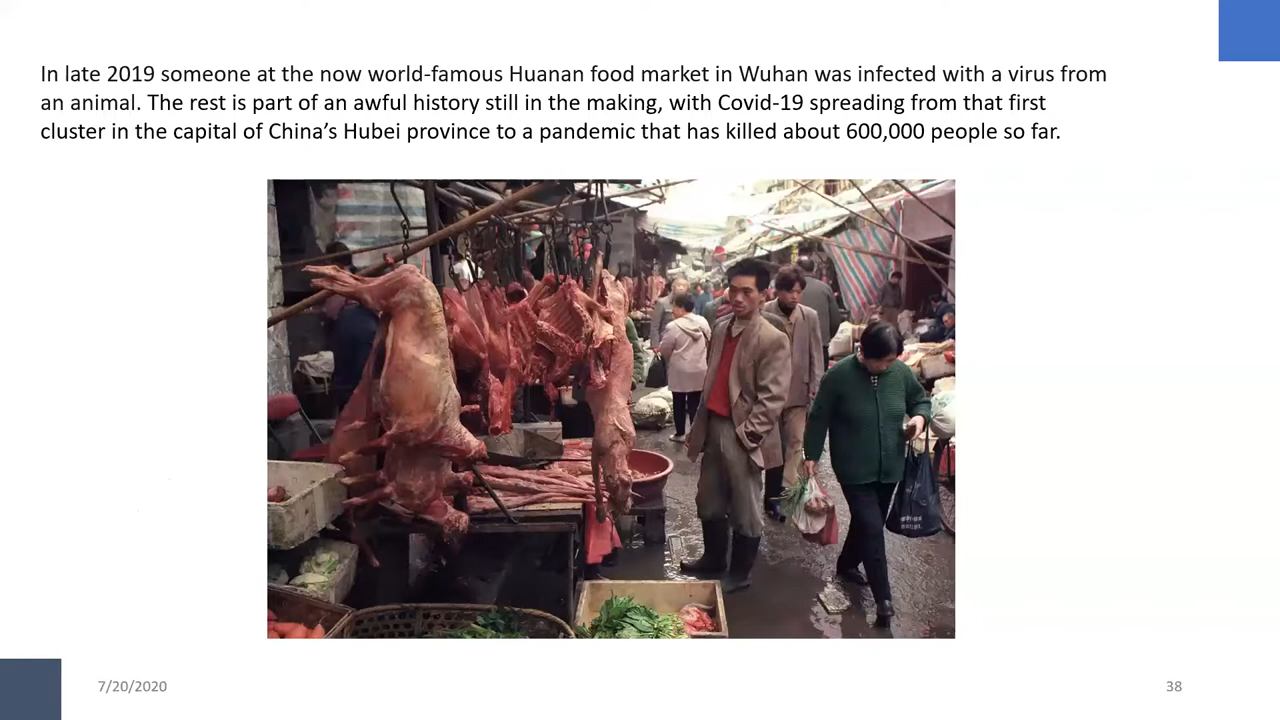 In late 2019 someone at the now world-famous Huanan food market in Wuhan was infected with a virus from
an animal. The rest is part of an awful history still in the making, with Covid-19 spreading from that first
cluster in the capital of China’s Hubei province to a pandemic that has killed about 600,000 people so far.
7/20/2020
38